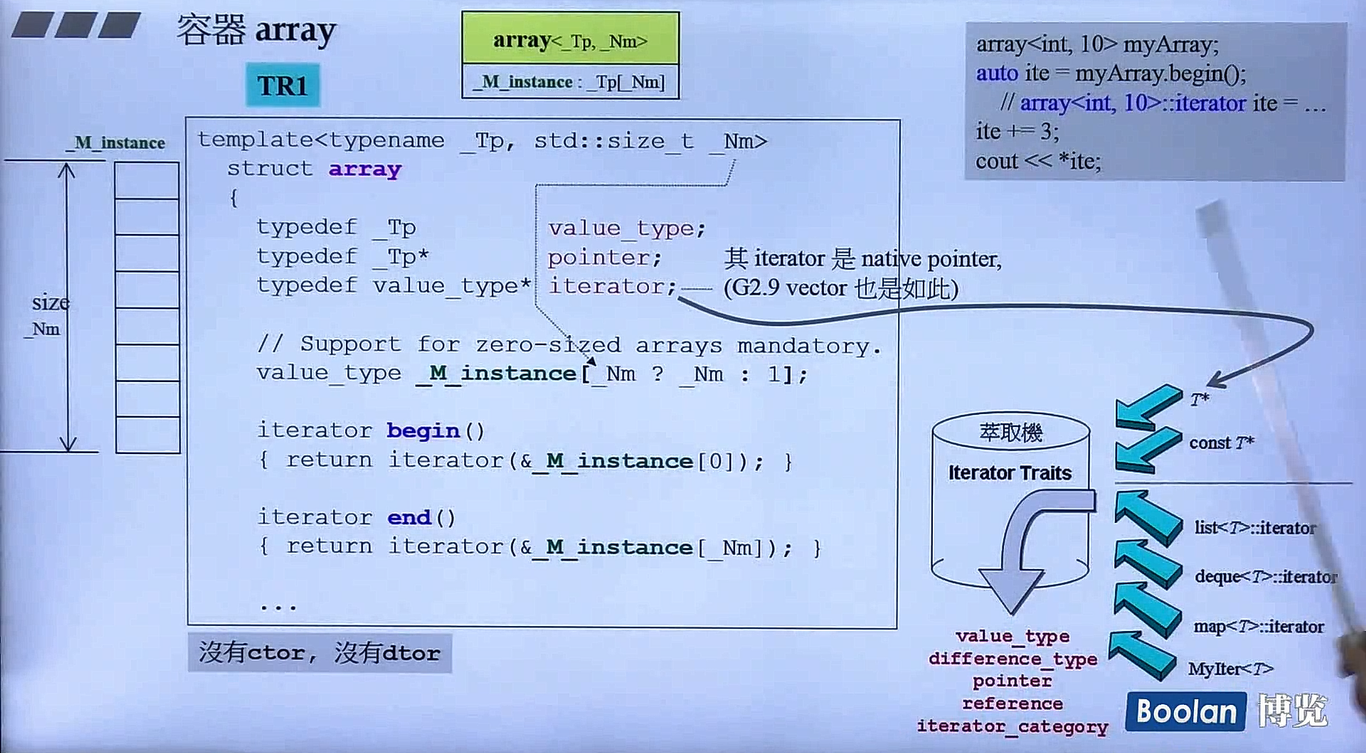 容器 array
TR1
array<_Tp, _Nm>
_M_instance : _Tp[_Nm]
array<int, 10> myArray;
auto ite = myArray.begin();
// array<int, 10>::iterator ite = ...
ite += 3;
cout << *ite;
_M_instance
size
_Nm
template<typename _Tp, std::size_t _Nm>
struct array
{
typedef _Tp value_type;
typedef _Tp* pointer;
typedef value_type* iterator;
其 iterator 是 native pointer,
(G2.9 vector 也是如此)
// Support for zero-sized arrays mandatory.
value_type _M_instance[_Nm ? _Nm : 1];
iterator begin()
{ return iterator(&_M_instance[0]); }
iterator end()
{ return iterator(&_M_instance[_Nm]); }
...
沒有ctor, 沒有dtor
萃取機
Iterator Traits
T*
const T*
list<T>::iterator
deque<T>::iterator
map<T>::iterator
MyIter<T>
value_type
difference_type
pointer
reference
iterator_category
Boolan 博览